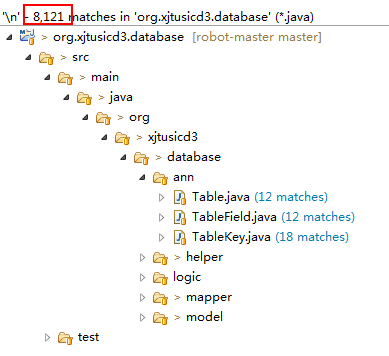 '\n' - 8,121 matches in 'org.xjtusicd3.database' (*.java)
> org.xjtusicd3.database [robot-master master]
> src
> main
> java
> org
> xjtusicd3
> database
ann
Table.java (12 matches)
TableField.java (12 matches)
TableKey.java (18 matches)
> helper
logic
> mapper
> model
> test